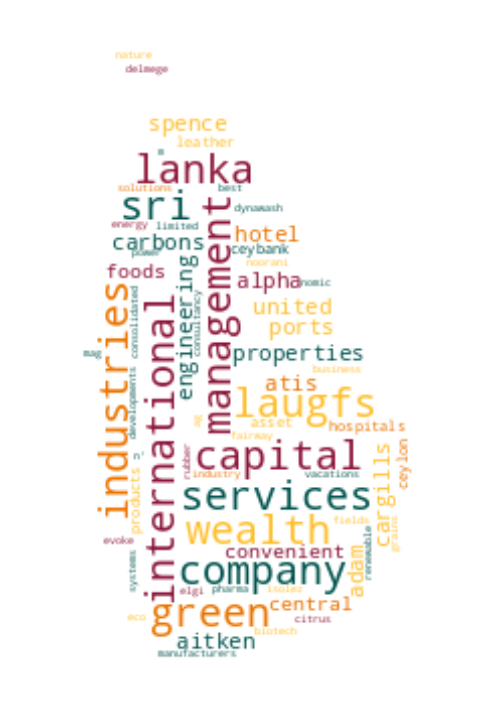 nature
delmege
spence
leather
m
lanka
solutions
best
sri
dynawash
energy
limited
management
carbons
hotel
power
ceybank
noorani
foods
alpha
nomic
engineering
industries
consolidated
consultancy
international
united
ports
mag
properties
business
developments
atis
laugfs
ag
asset
hospitals
fairway
capital
rubber
industry
vacations
cargills
ceylon
products
services
wealth
fields
grains
evoke
convenient
renewable
adam
systems
company
elgi
pharma
isolez
green
central
eco
citrus
biotech
aitken
manufacturers